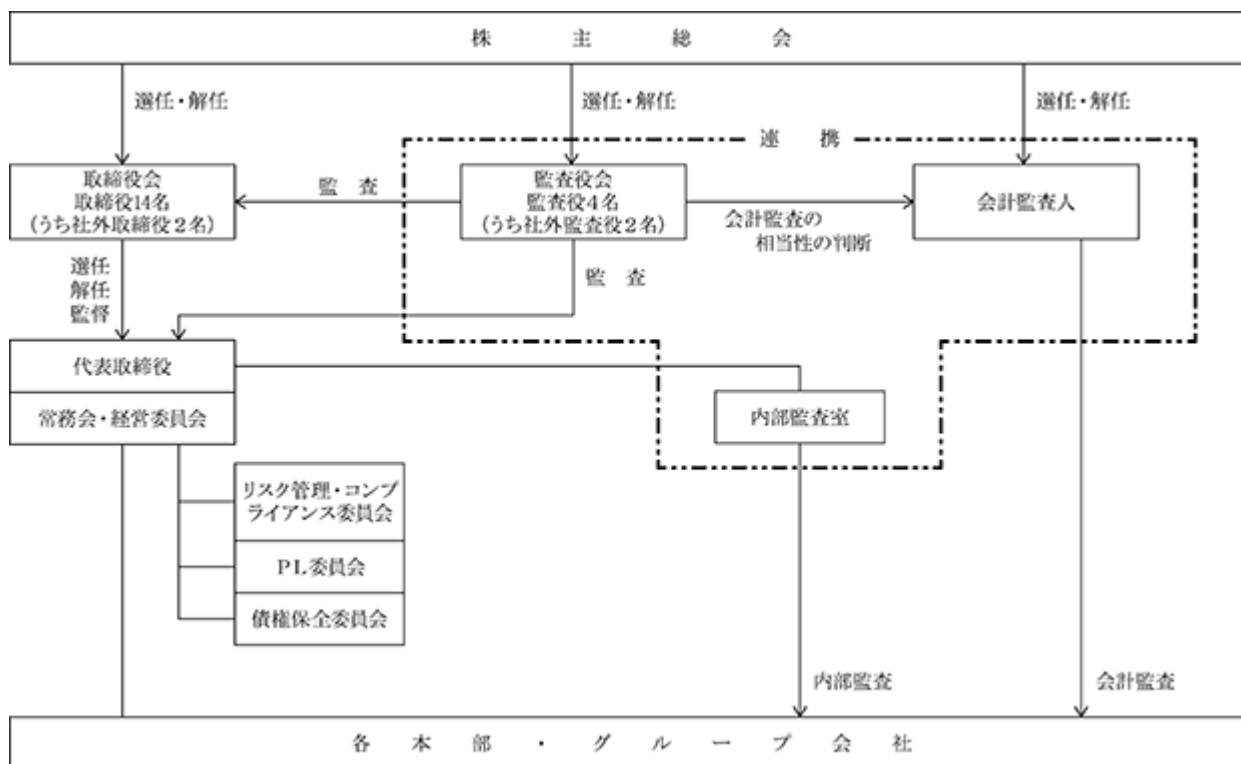 株主総会
選任・解任
選任・解任
選任・解任
連携
取締役会
取締役14名
(うち社外取締役2名)
監査
監査役会
監査役4名
(うち社外監査役2名)
会計監査の
相当性の判断
会計監査人
選任
解任
監督
監査
代表取締役
常務会・経営委員会
内部監査室
リスク管理・コンプ
ライアンス委員会
PL委員会
債権保全委員会
内部監査
会計監査
各本部・グループ会社